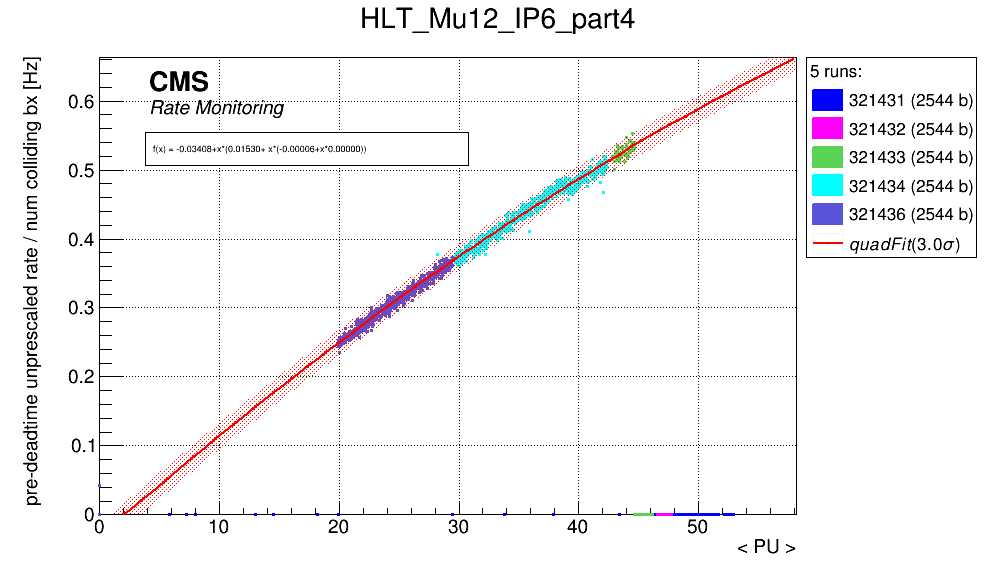 HLT_Mu12_IP6_part4
pre-deadtime unprescaled rate / num colliding bx [Hz]
CMS
Rate Monitoring
f(x) = -0.03408+x*(0.01530+ x*(-0.00006+x*0.00000))
0.6
0.5
0.4
0.3
0.2
0.1
0
0 10 20 30 40 50
< PU >
5 runs:
321431 (2544 b)
321432 (2544 b)
321433 (2544 b)
321434 (2544 b)
321436 (2544 b)
quadFit(3.0σ)